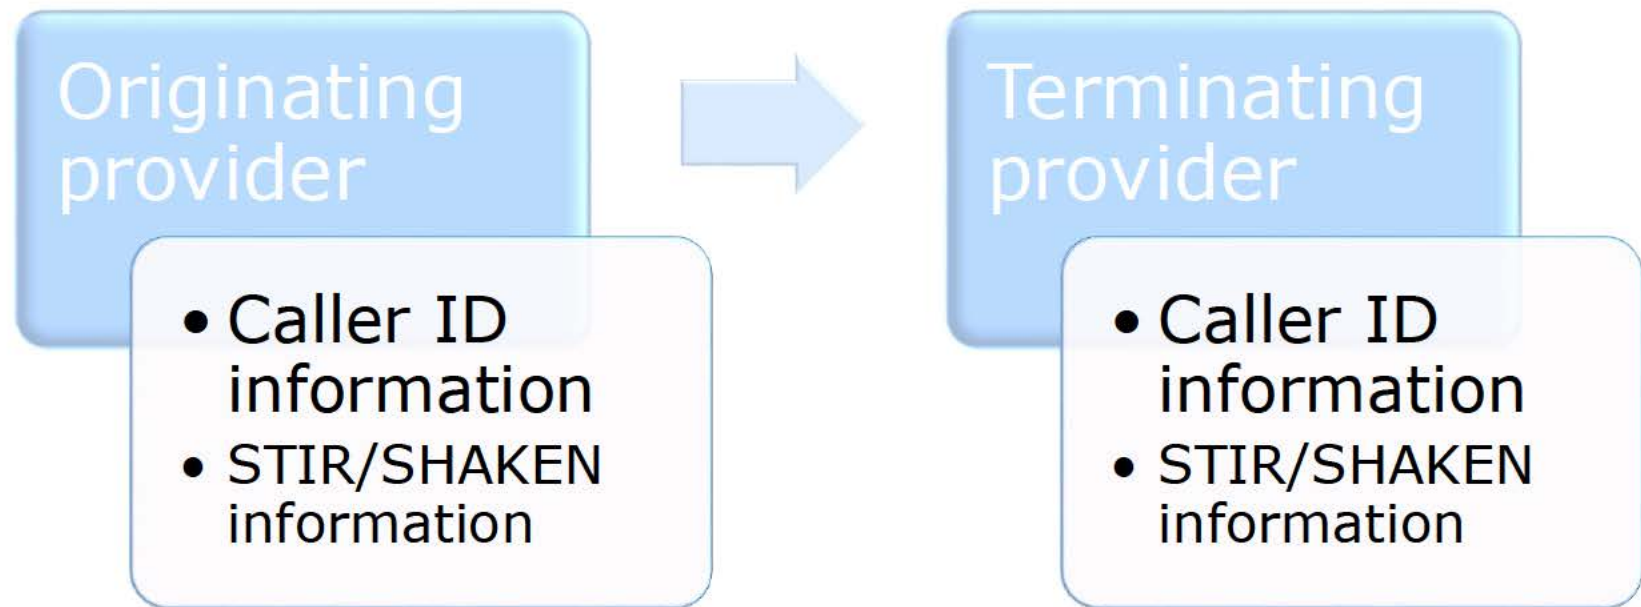 Originating
provider
• Caller ID
information
• STIR/SHAKEN
information
Terminating
provider
• Caller ID
information
• STIR/SHAKEN
information